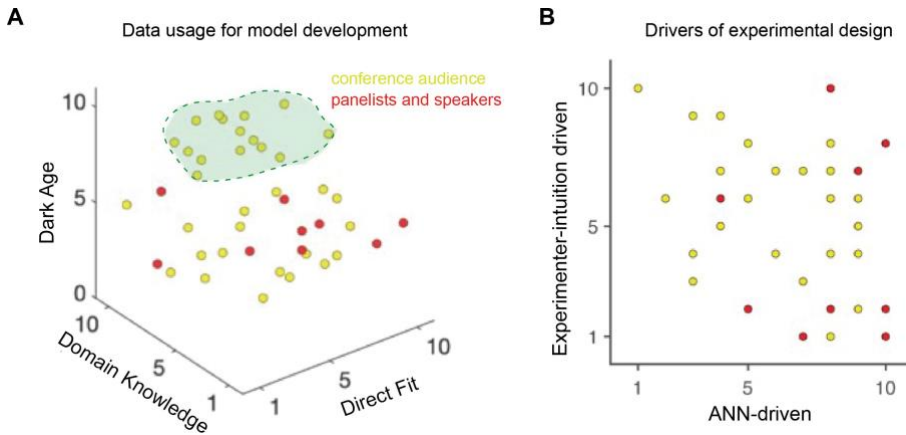 A
Data usage for model development
conference audience
panelists and speakers
10
5
0
Dark Age
10
5
1
Domain Knowledge
1
5
10
Direct Fit
B
Drivers of experimental design
10
5
1
Experimenter-intuition driven
1
5
10
ANN-driven